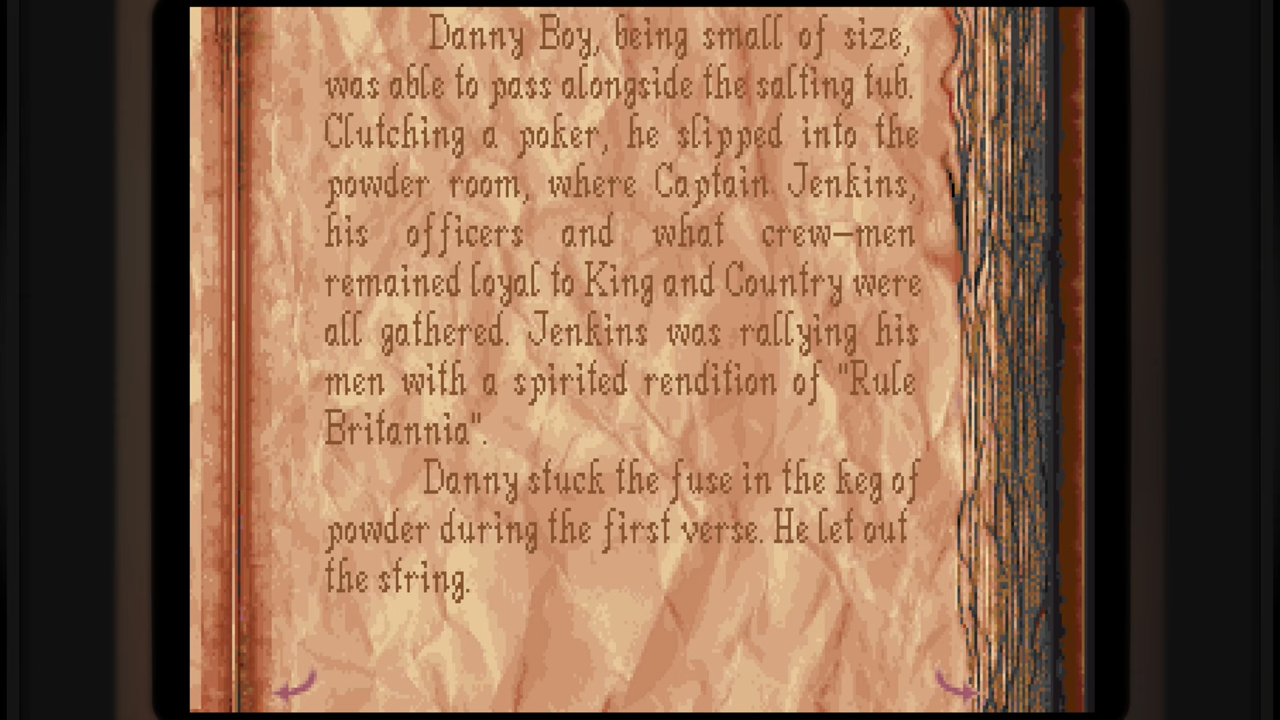 Danny Boy, being small of size,
was able to pass alongside the salting tub.
Clutching a poker, he slipped into the
powder room, where Captain Jenkins,
his officers and what crew-men
remained loyal to King and Country were
all gathered. Jenkins was rallying his
men with a spirited rendition of "Rule
Britannia".
Danny stuck the fuse in the keg of
powder during the first verse. He let out
the string.